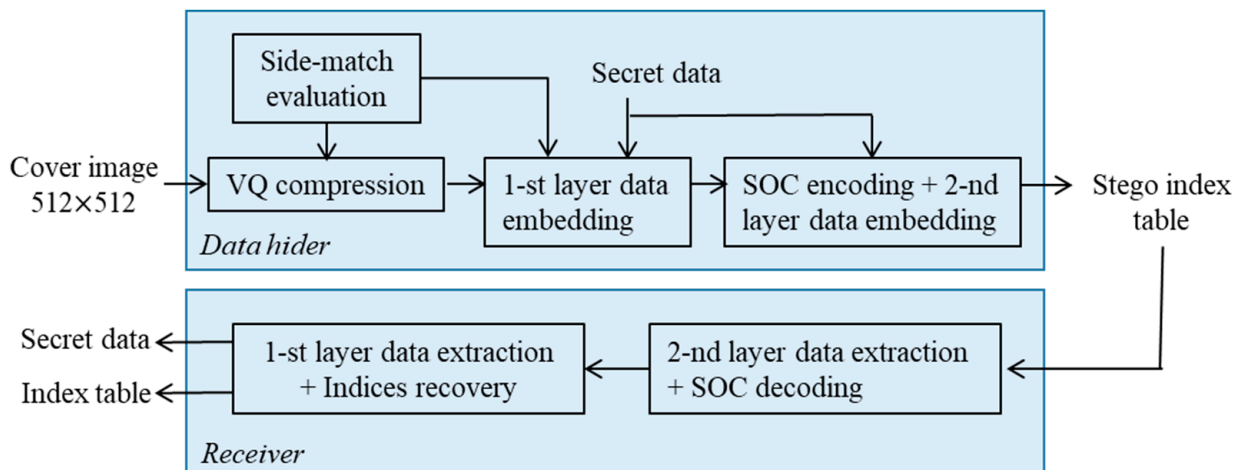 Side-match
evaluation
Secret data
Cover image
512×512
VQ compression
1-st layer data
embedding
SOC encoding + 2-nd
layer data embedding
Stego index
table
Data hider
Secret data
Index table
1-st layer data extraction
+ Indices recovery
2-nd layer data extraction
+ SOC decoding
Receiver